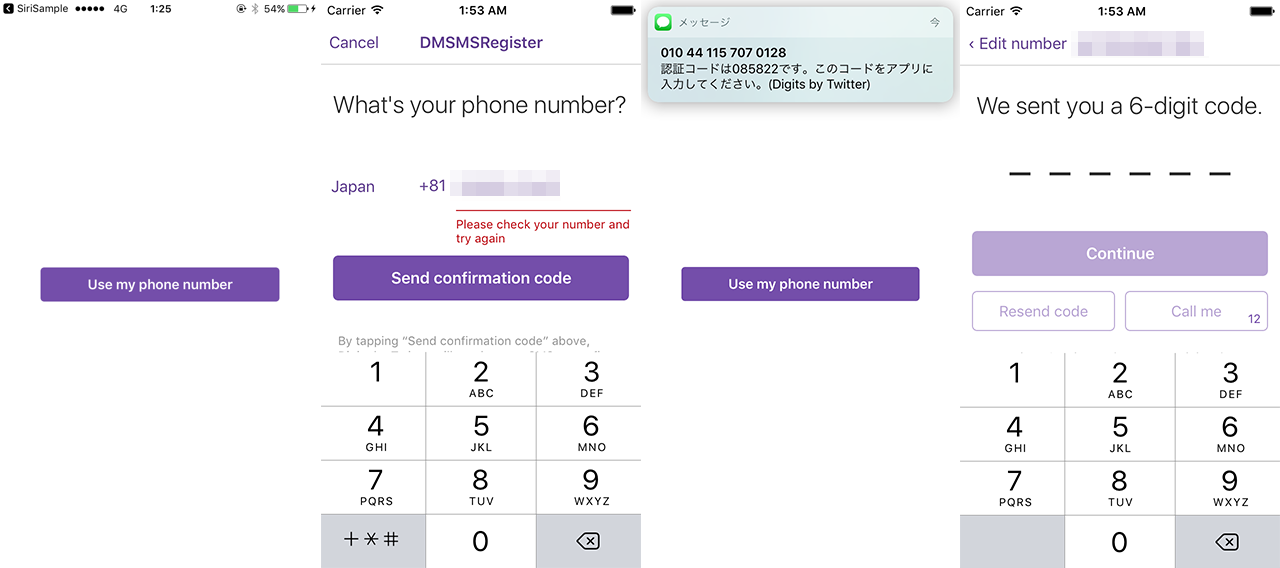 SiriSample 4G 1:25 54%
Use my phone number
Carrier 1:53 AM
Cancel DMSMSRegister
What's your phone number?
Japan +81
Please check your number and
try again
Send confirmation code
By tapping “Send confirmation code” above,
1 2 ABC 3 DEF
4 GHI 5 JKL 6 MNO
7 PQRS 8 TUV 9 WXYZ
+*# 0
メッセージ 今
010 44 115 707 0128
認証コードは085822です。このコードをアプリに
入力してください。(Digits by Twitter)
Use my phone number
Carrier 1:53 AM
‹ Edit number
We sent you a 6-digit code.
Continue
Resend code Call me 12
1 2 ABC 3 DEF
4 GHI 5 JKL 6 MNO
7 PQRS 8 TUV 9 WXYZ
0